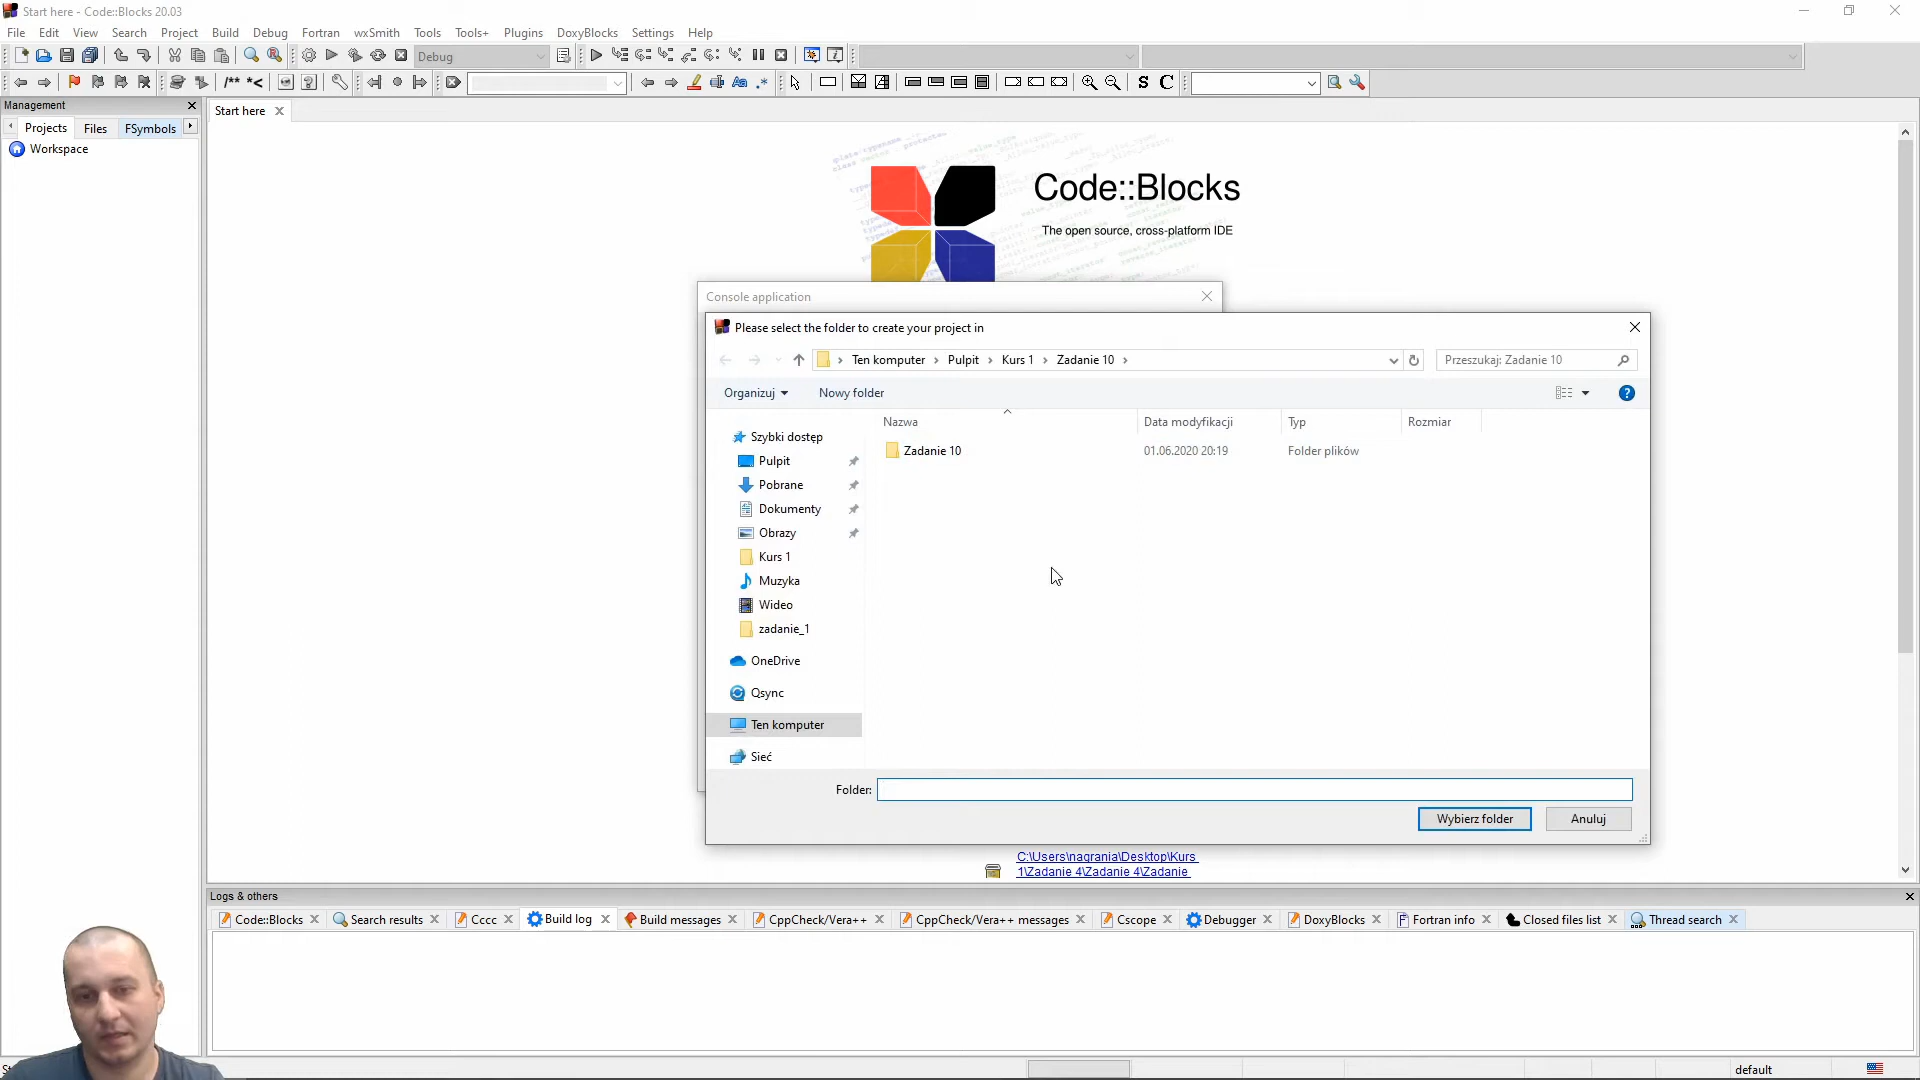 Start here - Code::Blocks 20.03
File Edit View Search Project Build Debug Fortran wxSmith Tools Tools+ Plugins DoxyBlocks Settings Help
Debug
/** *<
Aa .*
S C
Management
Projects Files FSymbols
Workspace
Start here
Code::Blocks
The open source, cross-platform IDE
Console application
Please select the folder to create your project in
Ten komputer Pulpit Kurs 1 Zadanie 10
Przeszukaj: Zadanie 10
Organizuj Nowy folder
Nazwa Data modyfikacji Typ Rozmiar
Zadanie 10 01.06.2020 20:19 Folder plików
Szybki dostęp
Pulpit
Pobrane
Dokumenty
Obrazy
Kurs 1
Muzyka
Wideo
zadanie_1
OneDrive
Qsync
Ten komputer
Sieć
Folder:
Wybierz folder Anuluj
C:\Users\nagrania\Desktop\Kurs
1\Zadanie 4\Zadanie 4\Zadanie
Logs & others
Code::Blocks Search results Cccc Build log Build messages CppCheck/Vera++ CppCheck/Vera++ messages Cscope Debugger DoxyBlocks Fortran info Closed files list Thread search
default